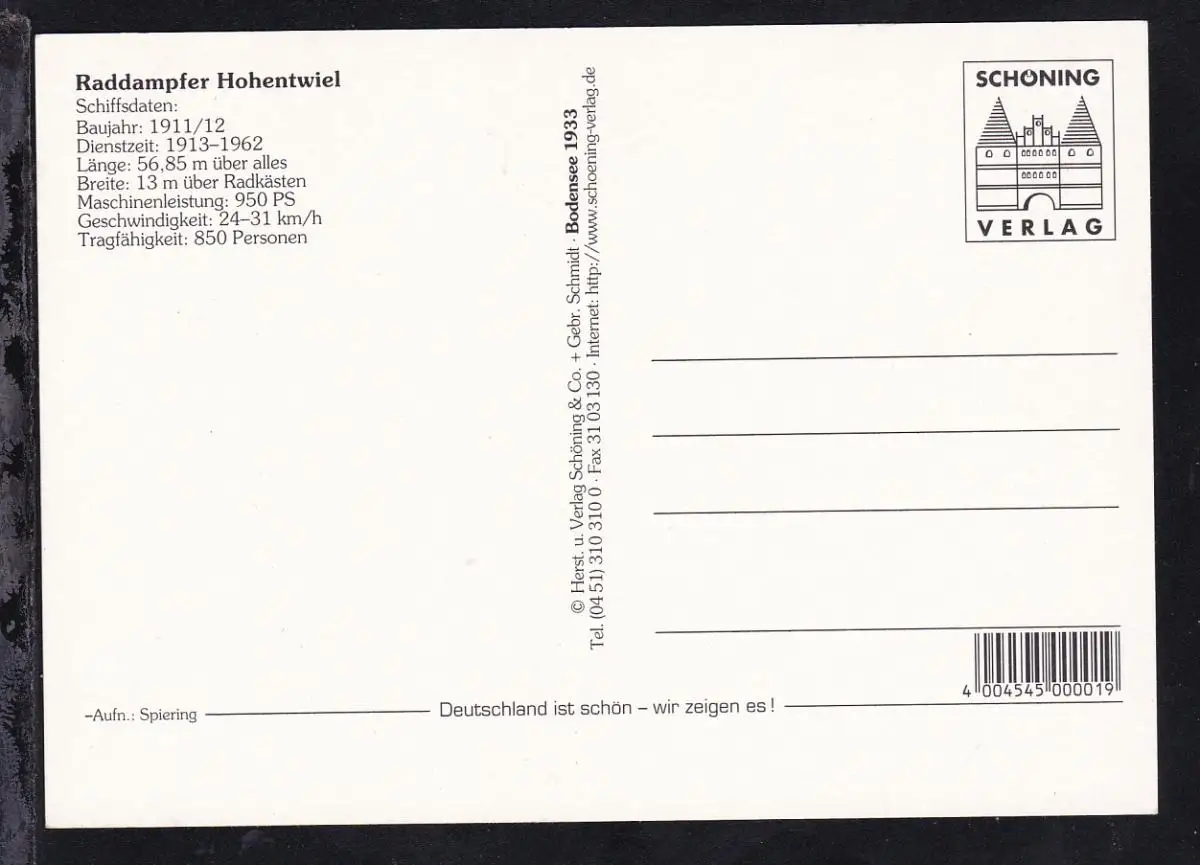 Raddampfer Hohentwiel
Schiffsdaten:
Baujahr: 1911/12
Dienstzeit: 1913–1962
Länge: 56,85 m über alles
Breite: 13 m über Radkästen
Maschinenleistung: 950 PS
Geschwindigkeit: 24–31 km/h
Tragfähigkeit: 850 Personen
© Herst. u. Verlag Schöning & Co. + Gebr. Schmidt · Bodensee 1933
Tel. (04 51) 310 310 0 · Fax 31 03 130 · Internet: http://www.schoening-verlag.de
SCHÖNING
VERLAG
4 004545 000019
–Aufn.: Spiering
Deutschland ist schön – wir zeigen es!